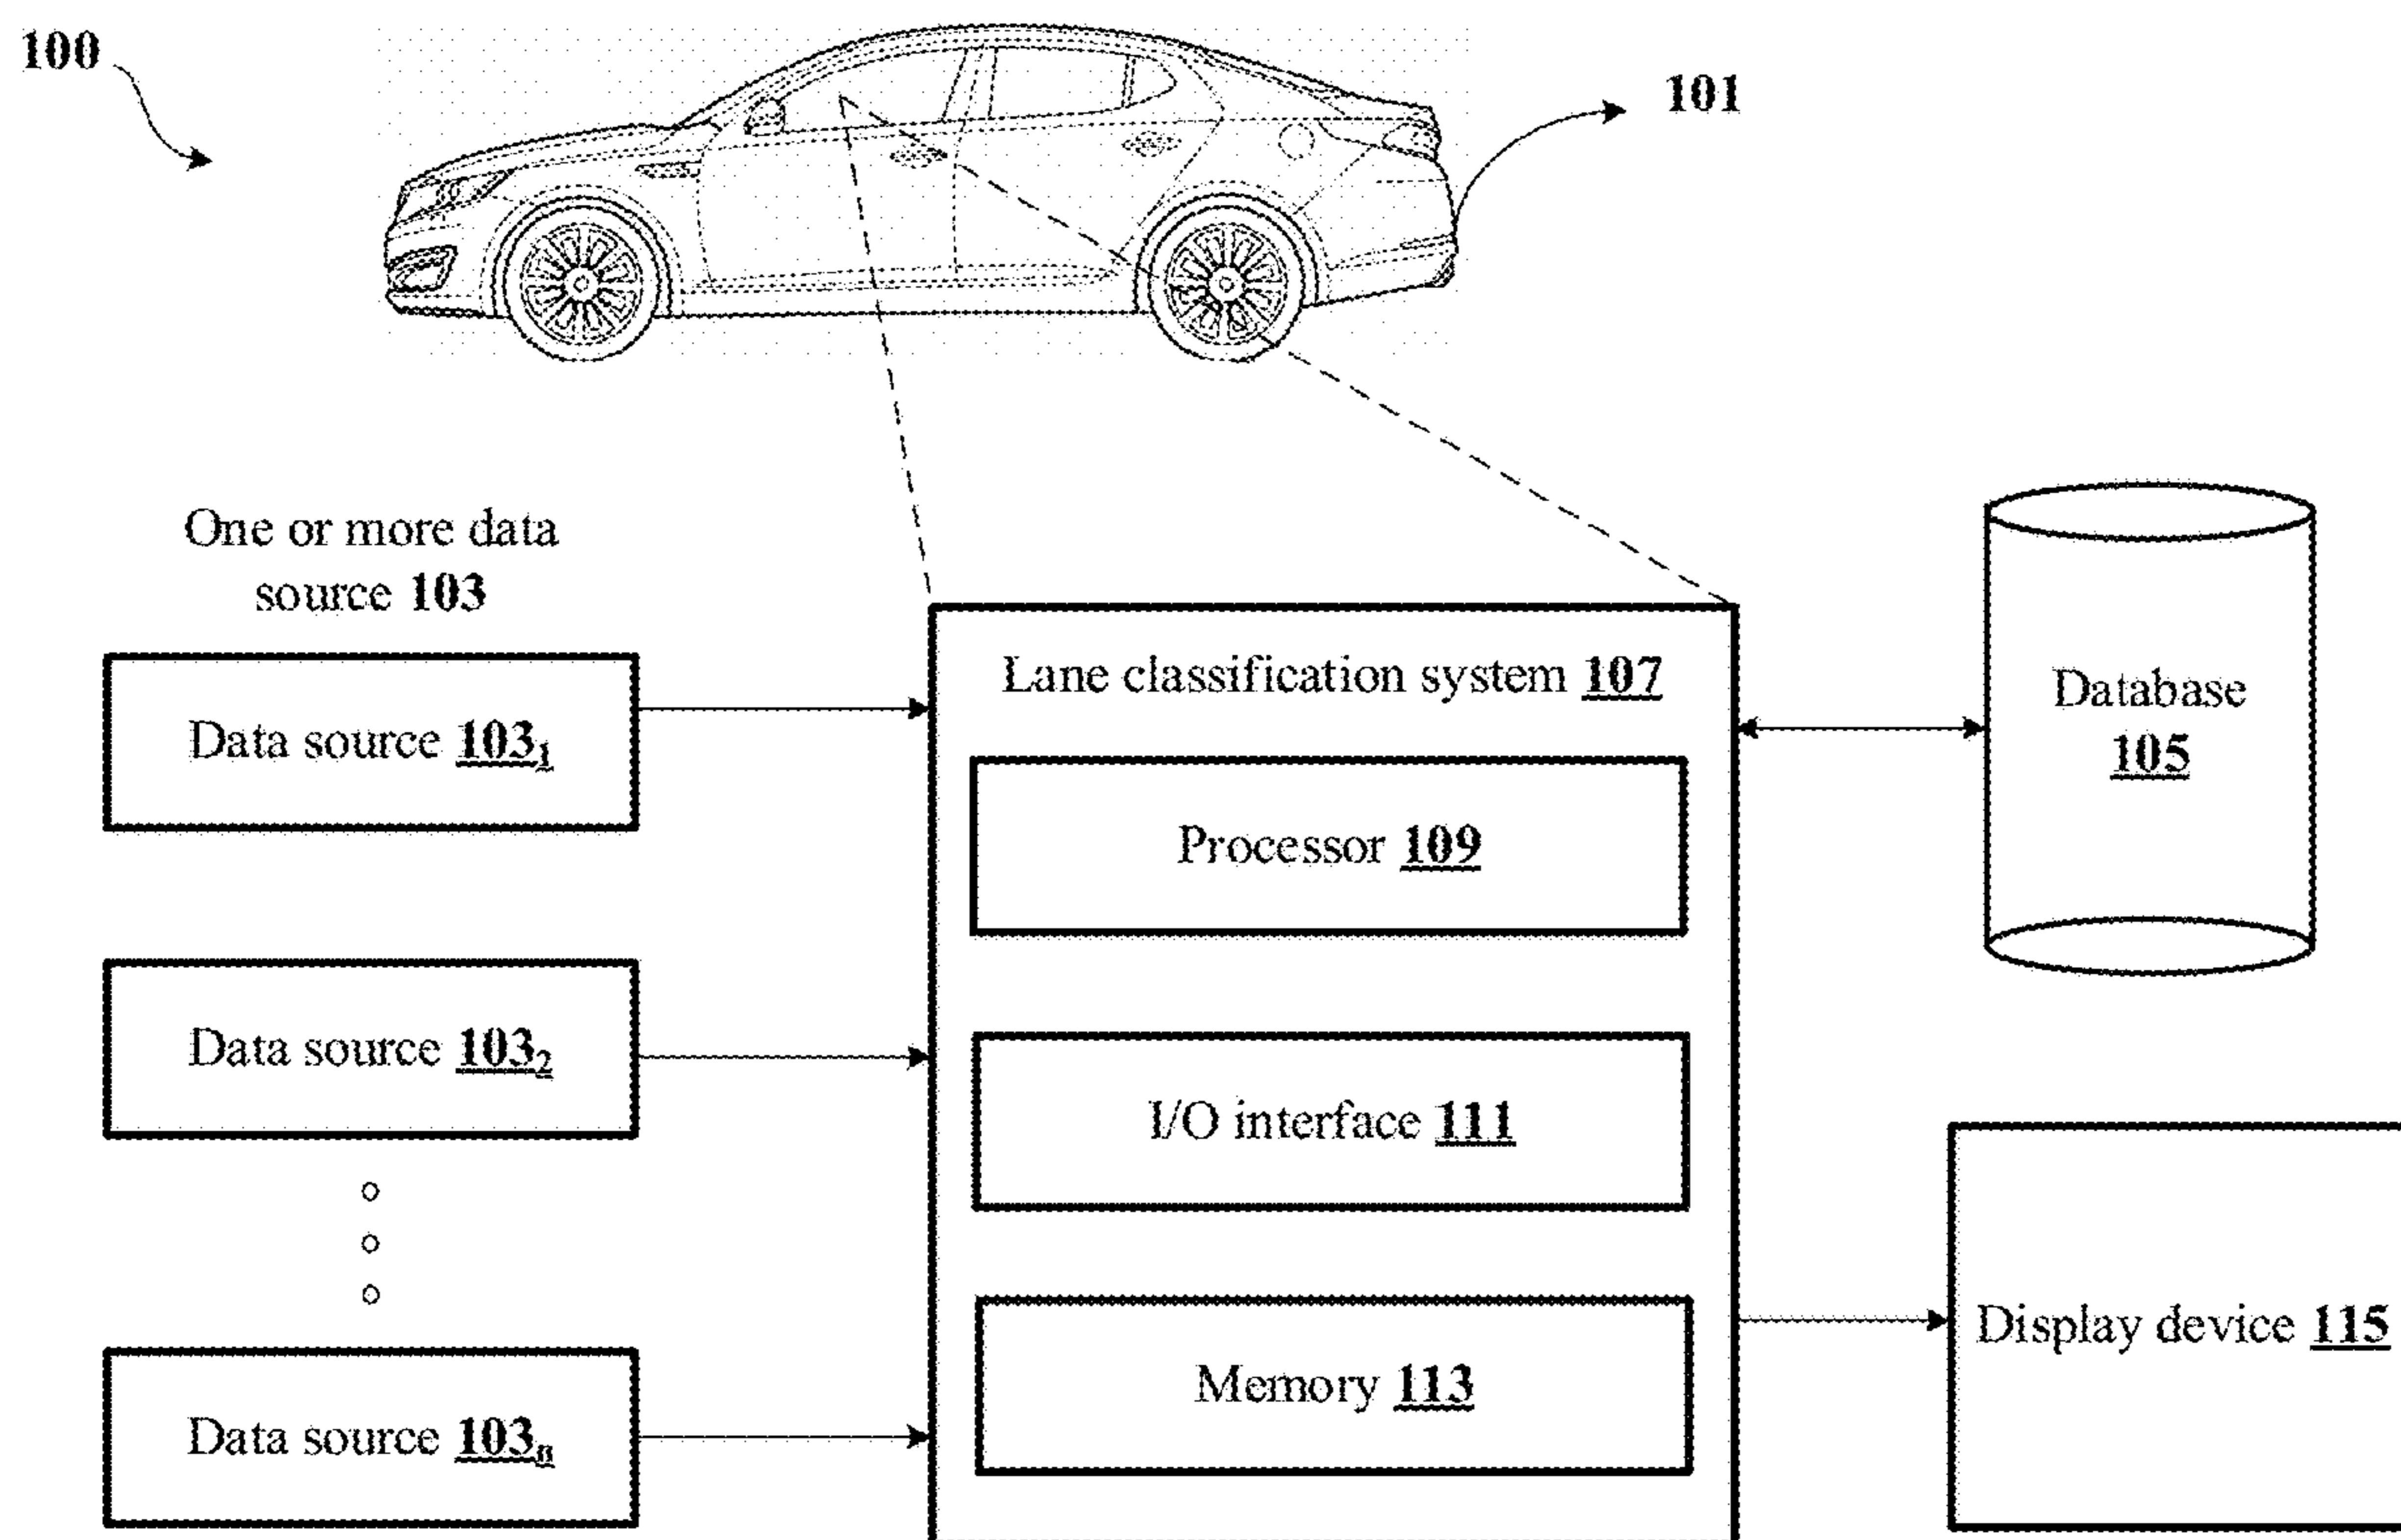 100
101
One or more data
source 103
Data source 103₁
Data source 103₂
Data source 103ₙ
Lane classification system 107
Processor 109
I/O interface 111
Memory 113
Database
105
Display device 115